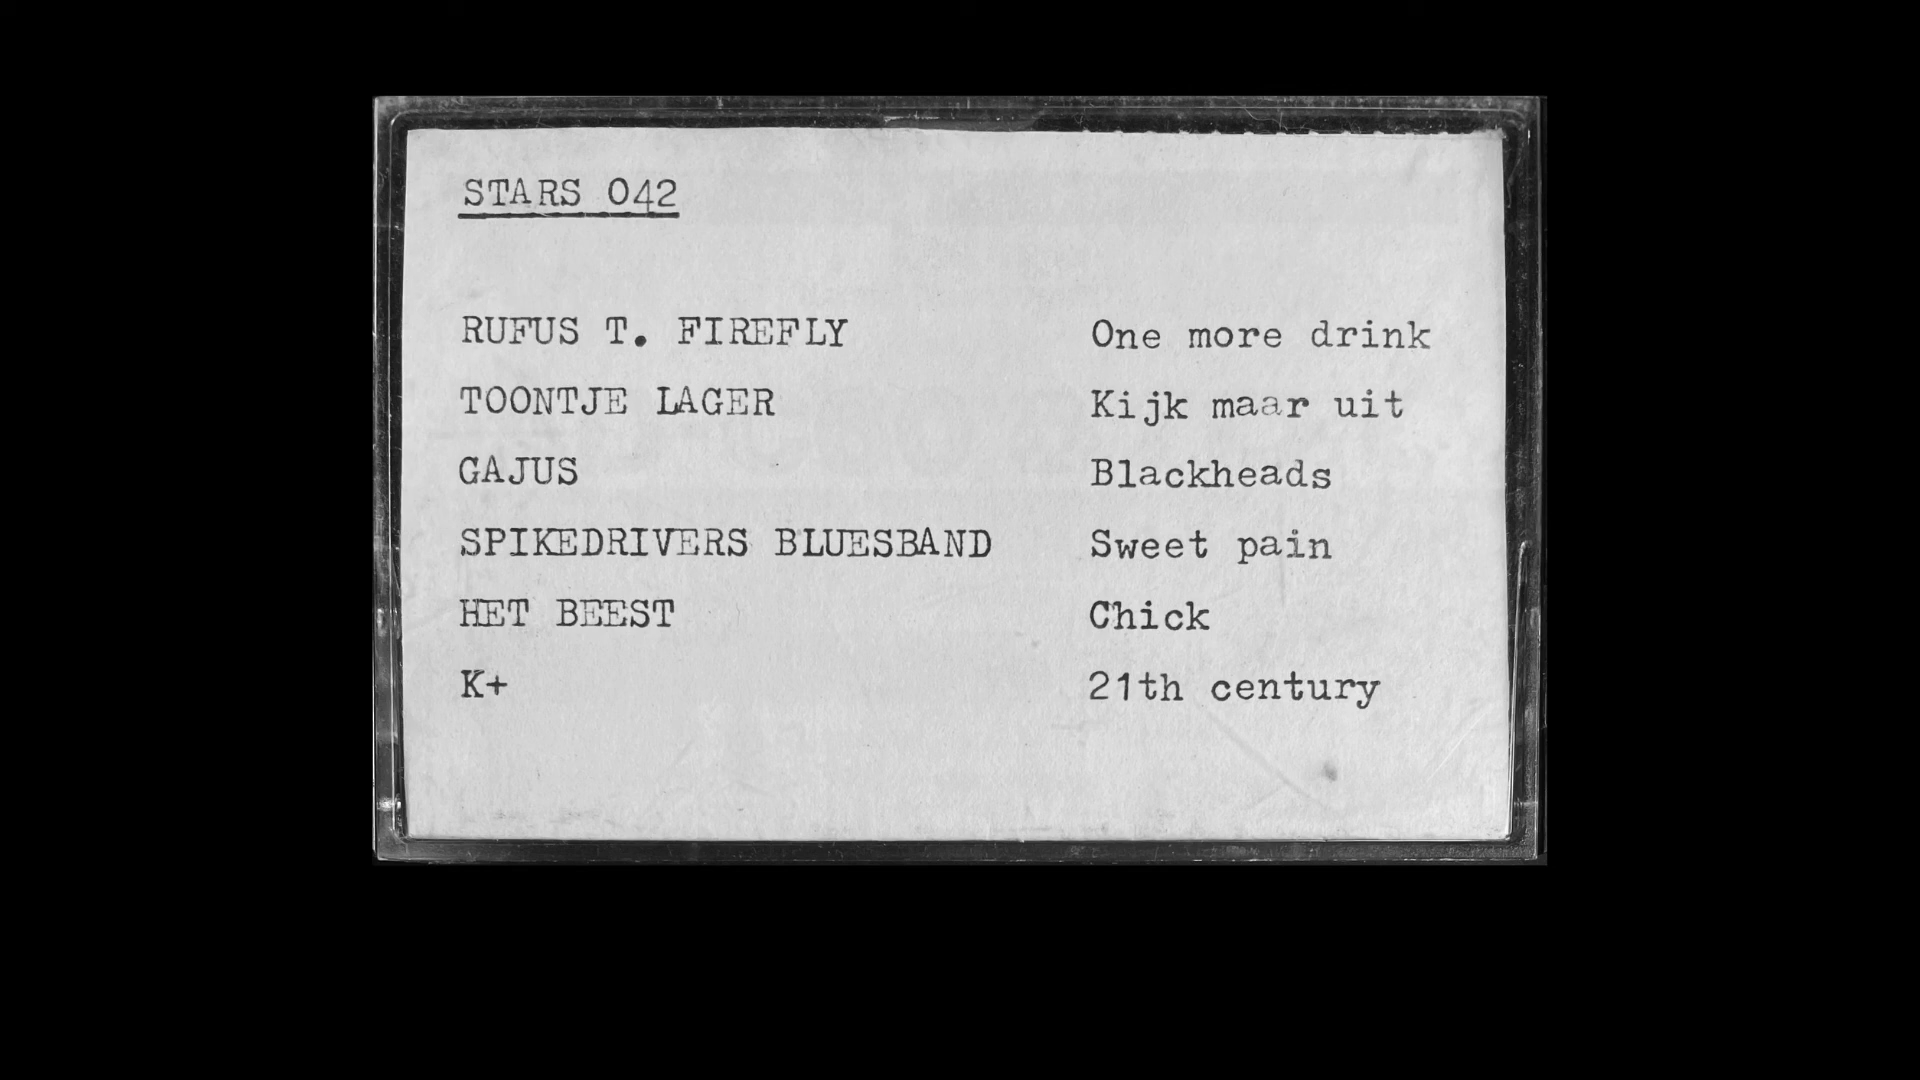 STARS 042
RUFUS T. FIREFLY One more drink
TOONTJE LAGER Kijk maar uit
GAJUS Blackheads
SPIKEDRIVERS BLUESBAND Sweet pain
HET BEEST Chick
K+ 21th century